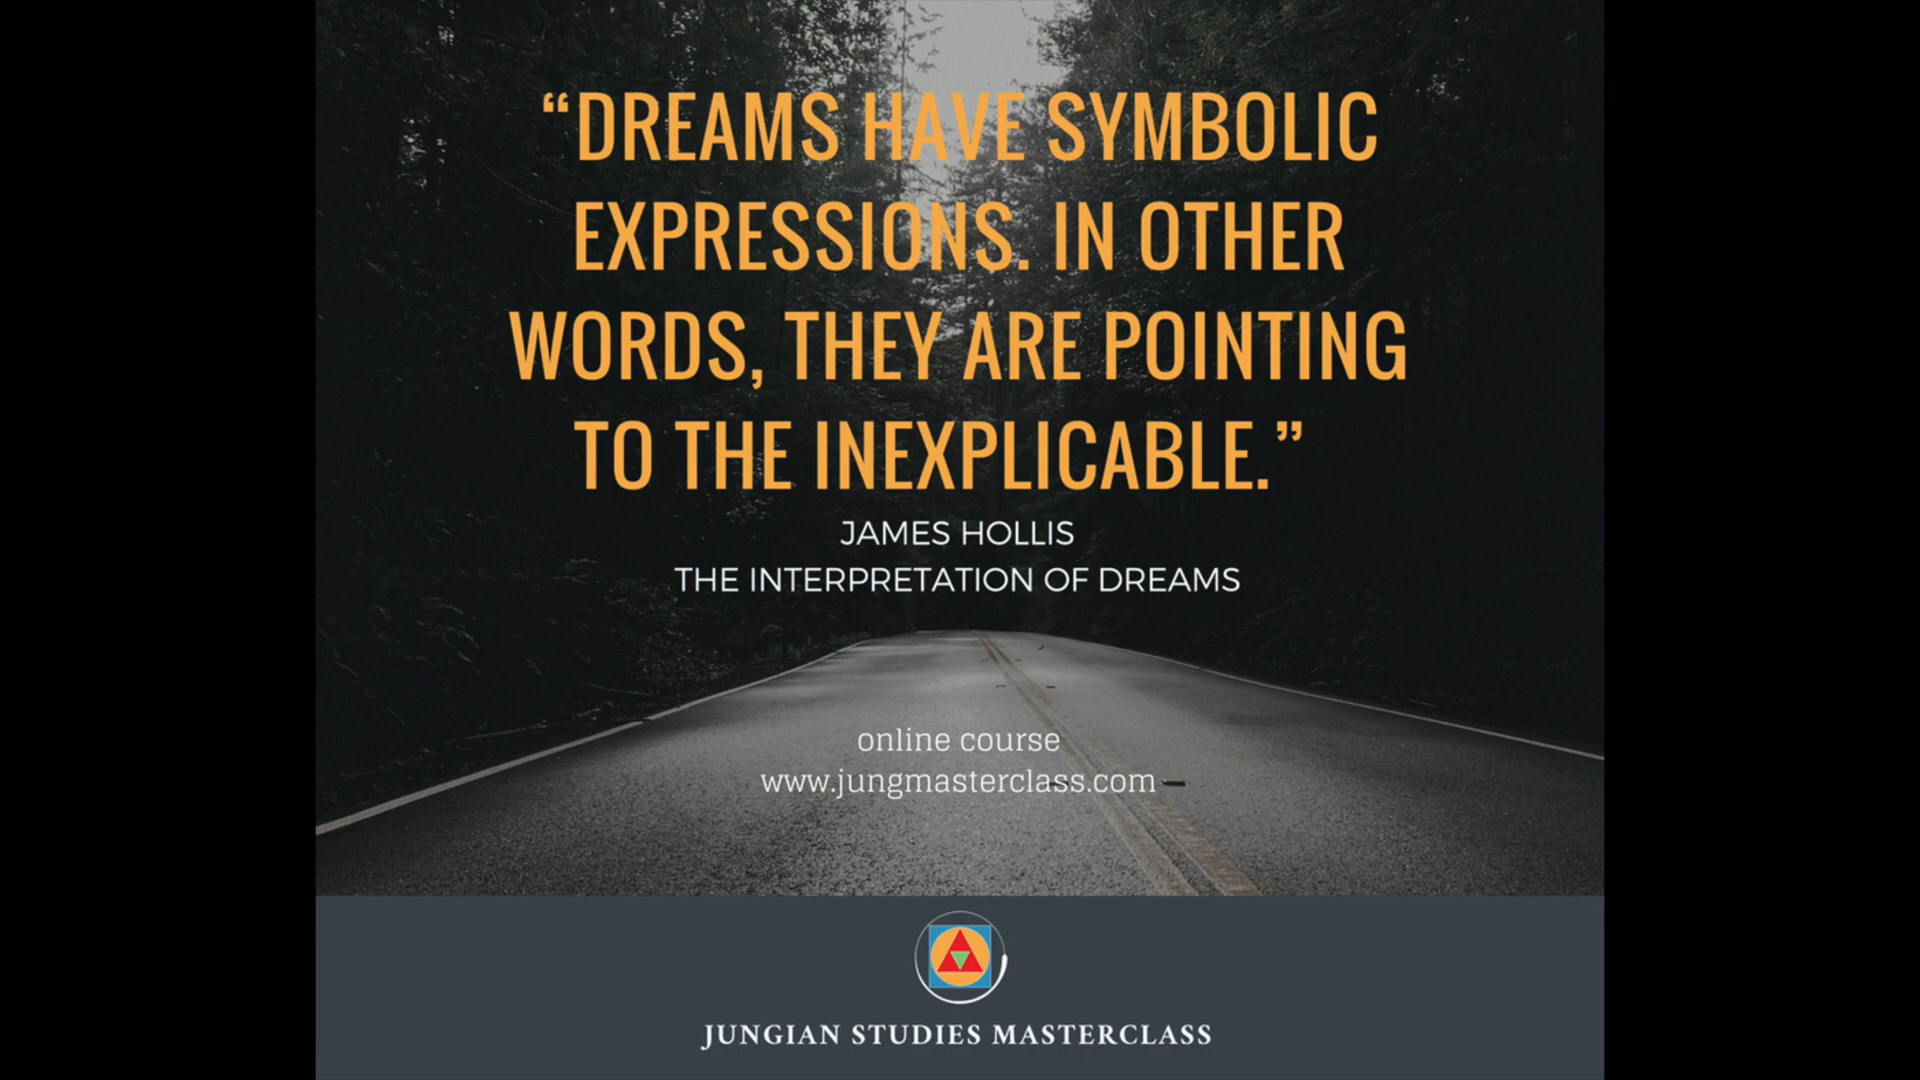 “DREAMS HAVE SYMBOLIC
EXPRESSIONS. IN OTHER
WORDS, THEY ARE POINTING
TO THE INEXPLICABLE.”
JAMES HOLLIS
THE INTERPRETATION OF DREAMS
online course
www.jungmasterclass.com
JUNGIAN STUDIES MASTERCLASS